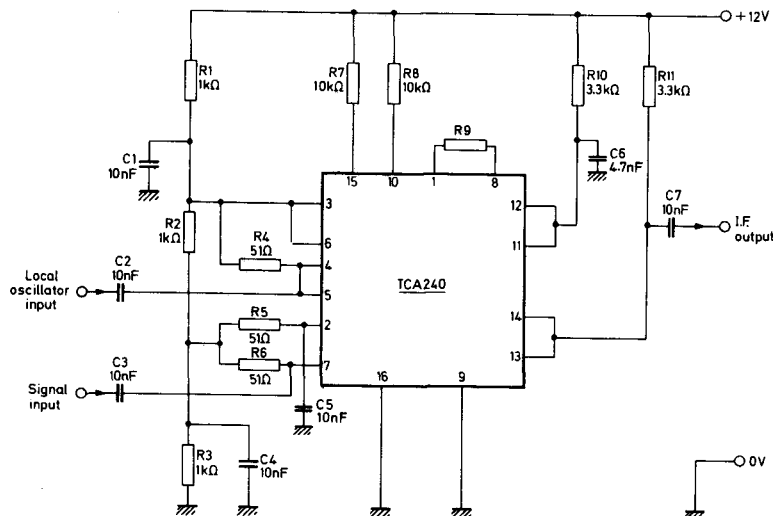 +12V
R1
1kΩ
R7
10kΩ
R8
10kΩ
R10
3.3kΩ
R11
3.3kΩ
R9
C1
10nF
C6
4.7nF
15
10
1
8
C7
10nF
I.F.
output
3
12
R2
1kΩ
6
11
R4
51Ω
4
C2
10nF
Local
oscillator
input
5
TCA240
R5
51Ω
2
14
R6
51Ω
7
13
C3
10nF
Signal
input
16
9
C5
10nF
R3
1kΩ
C4
10nF
0V